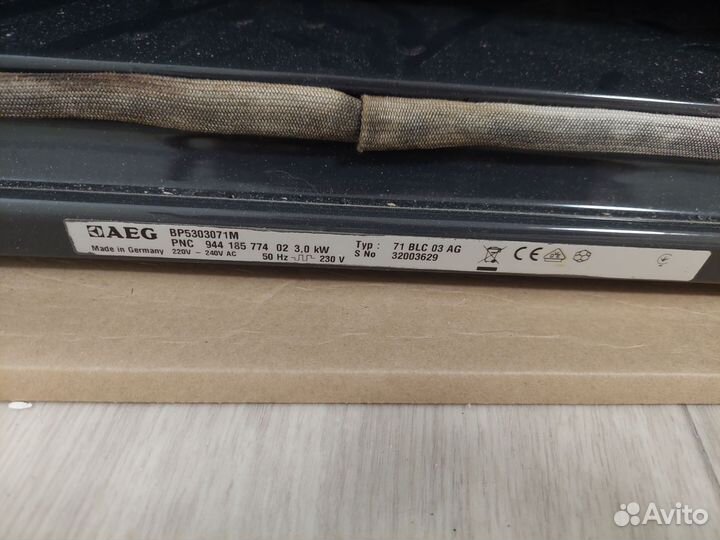 AEG BP5303071M
PNC 944 185 774 02 3.0 kW Typ : 71 BLC 03 AG
Made in Germany 220V - 240V AC 50 Hz 230 V S No 32003629
CE
Avito